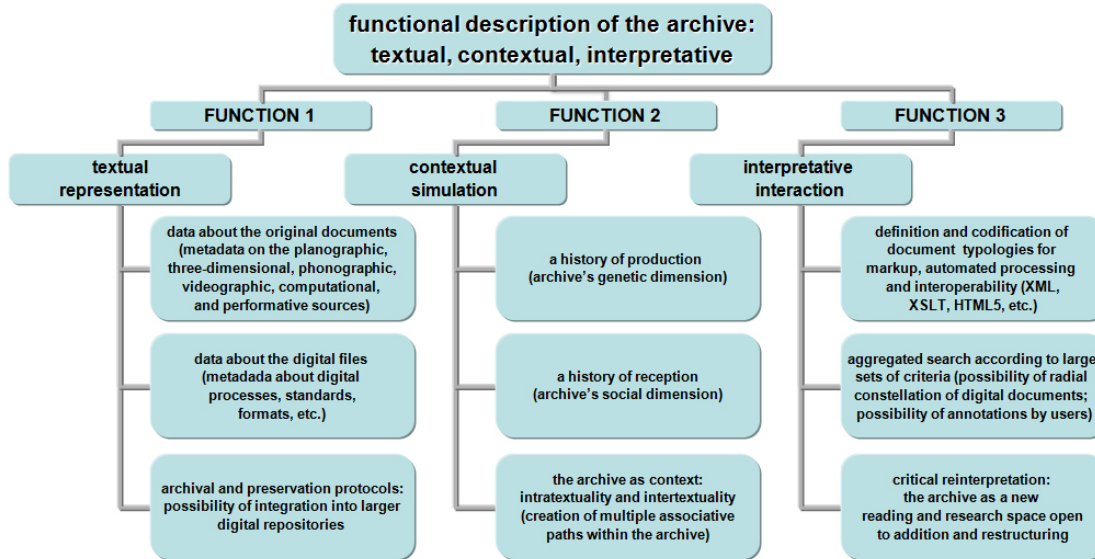 functional description of the archive:
textual, contextual, interpretative
FUNCTION 1
FUNCTION 2
FUNCTION 3
textual
representation
contextual
simulation
interpretative
interaction
data about the original documents
(metadata on the planographic,
three-dimensional, phonographic,
videographic, computational,
and performative sources)
a history of production
(archive's genetic dimension)
definition and codification of
document typologies for
markup, automated processing
and interoperability (XML,
XSLT, HTML5, etc.)
data about the digital files
(metadada about digital
processes, standards,
formats, etc.)
a history of reception
(archive's social dimension)
aggregated search according to large
sets of criteria (possibility of radial
constellation of digital documents;
possibility of annotations by users)
archival and preservation protocols:
possibility of integration into larger
digital repositories
the archive as context:
intratextuality and intertextuality
(creation of multiple associative
paths within the archive)
critical reinterpretation:
the archive as a new
reading and research space open
to addition and restructuring